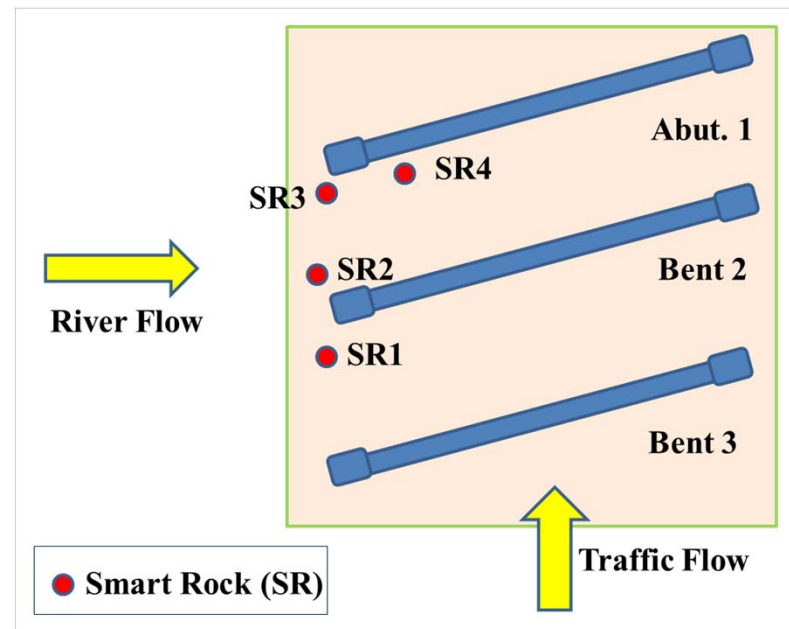 Abut. 1
SR4
SR3
SR2
Bent 2
River Flow
SR1
Bent 3
Traffic Flow
Smart Rock (SR)